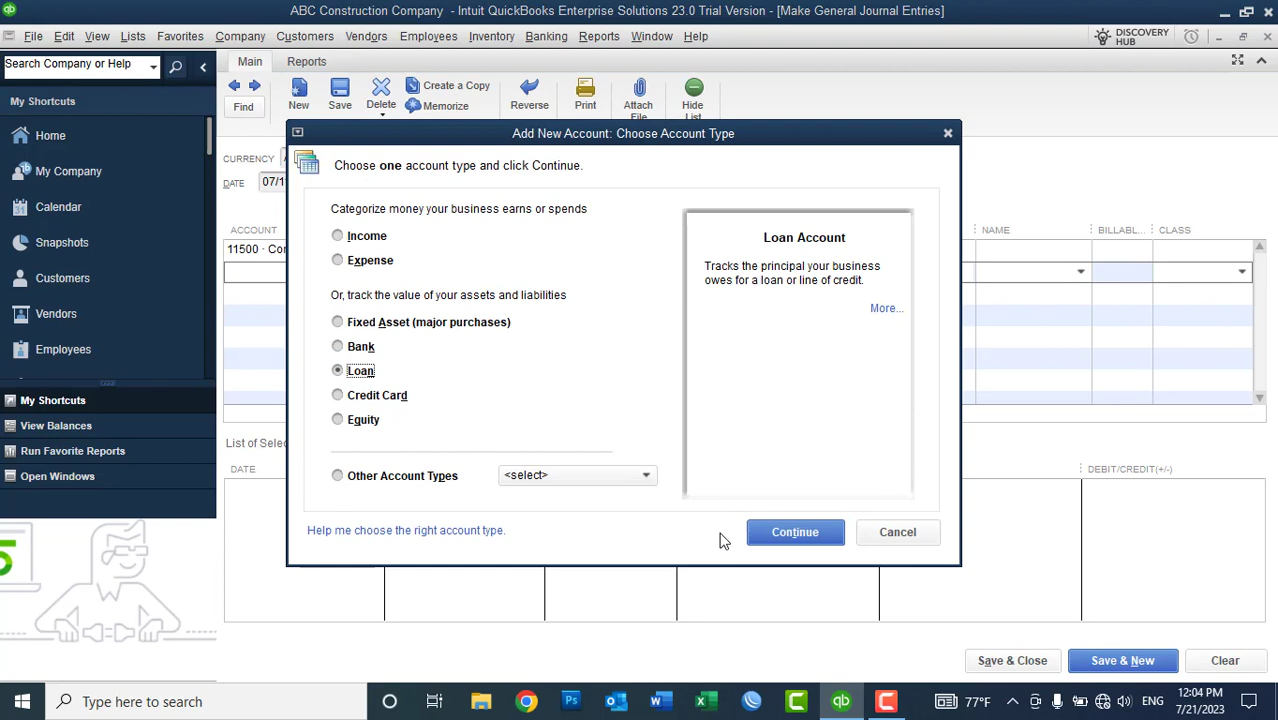 ABC Construction Company - Intuit QuickBooks Enterprise Solutions 23.0 Trial Version - [Make General Journal Entries]
File Edit View Lists Favorites Company Customers Vendors Employees Inventory Banking Reports Window Help
DISCOVERY
HUB
Search Company or Help
Main Reports
My Shortcuts
Home
My Company
Calendar
Snapshots
Customers
Vendors
Employees
My Shortcuts
View Balances
Run Favorite Reports
Open Windows
Find
New
Save
Delete
Create a Copy
Memorize
Reverse
Print
Attach
File
Hide
List
CURRENCY
DATE 07/1
ACCOUNT
NAME BILLABL... CLASS
11500 · Cor
Add New Account: Choose Account Type
Choose one account type and click Continue.
Categorize money your business earns or spends
Income
Expense
Or, track the value of your assets and liabilities
Fixed Asset (major purchases)
Bank
Loan
Credit Card
Equity
Other Account Types <select>
Loan Account
Tracks the principal your business
owes for a loan or line of credit.
More...
Help me choose the right account type.
Continue Cancel
List of Selec
DATE
DEBIT/CREDIT(+/-)
Save & Close Save & New Clear
Type here to search
77°F
ENG
12:04 PM
7/21/2023